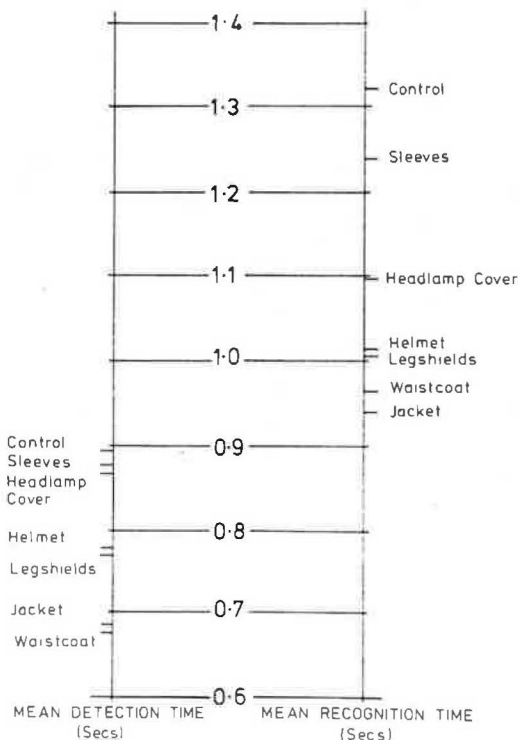 1·4
Control
1·3
Sleeves
1·2
1·1
Headlamp Cover
Helmet
1·0
Legshields
Waistcoat
Jacket
Control
0·9
Sleeves
Headlamp
Cover
Helmet
0·8
Legshields
Jacket
0·7
Waistcoat
0·6
MEAN DETECTION TIME
(Secs)
MEAN RECOGNITION TIME
(Secs)